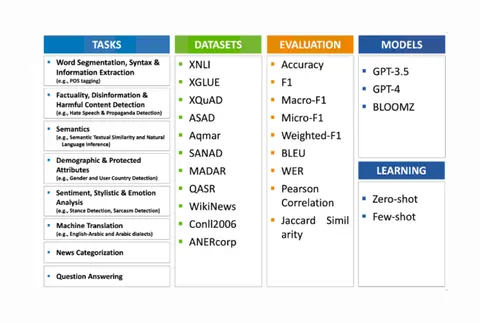 TASKS
Word Segmentation, Syntax &
Information Extraction
(e.g., POS tagging)
Factuality, Disinformation &
Harmful Content Detection
(e.g., Hate Speech & Propaganda Detection)
Semantics
(e.g., Semantic Textual Similarity and Natural
Language Inference)
Demographic & Protected
Attributes
(e.g., Gender and User Country Detection)
Sentiment, Stylistic & Emotion
Analysis
(e.g., Stance Detection, Sarcasm Detection)
Machine Translation
(e.g., English-Arabic and Arabic dialects)
News Categorization
Question Answering
DATASETS
XNLI
XGLUE
XQuAD
ASAD
Aqmar
SANAD
MADAR
QASR
WikiNews
Conll2006
ANERcorp
EVALUATION
Accuracy
F1
Macro-F1
Micro-F1
Weighted-F1
BLEU
WER
Pearson
Correlation
Jaccard Simil
arity
MODELS
GPT-3.5
GPT-4
BLOOMZ
LEARNING
Zero-shot
Few-shot